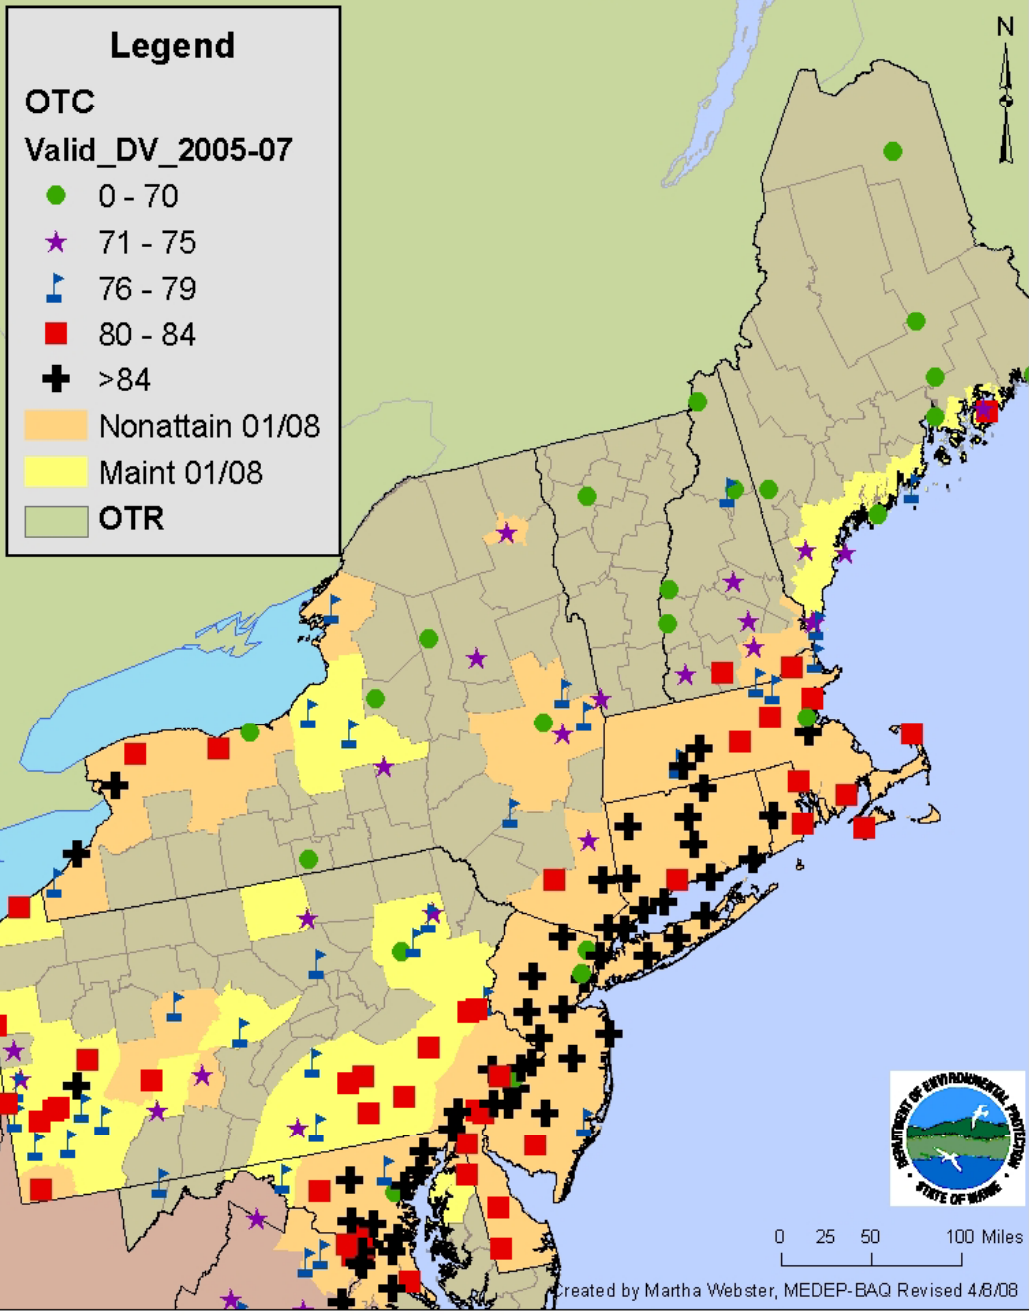 Legend
OTC
Valid_DV_2005-07
0 - 70
71 - 75
76 - 79
80 - 84
>84
Nonattain 01/08
Maint 01/08
OTR
N
DEPARTMENT OF ENVIRONMENTAL PROTECTION
STATE OF MAINE
0 25 50 100 Miles
Created by Martha Webster, MEDEP-BAQ Revised 4/8/08